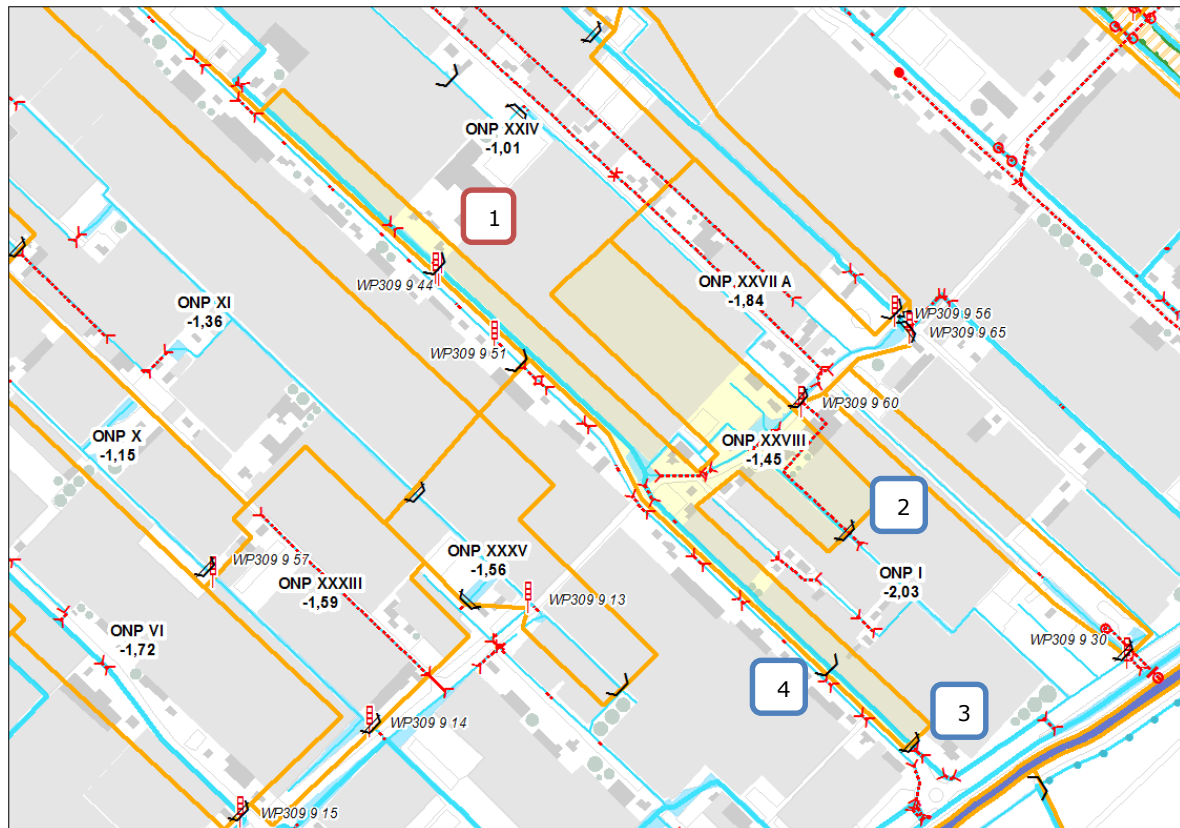 ONP XXIV
-1,01
1
WP309 9 44
ONP XXVII A
-1,84
ONP XI
-1,36
WP309 9 56
WP309 9 65
WP309 9 51
WP309 9 60
ONP X
-1,15
ONP XXVIII
-1,45
2
WP309 9 57
ONP XXXV
-1,56
ONP XXXIII
-1,59
ONP I
-2,03
WP309 9 13
ONP VI
-1,72
WP309 9 30
4
3
WP309 9 14
WP309 9 15